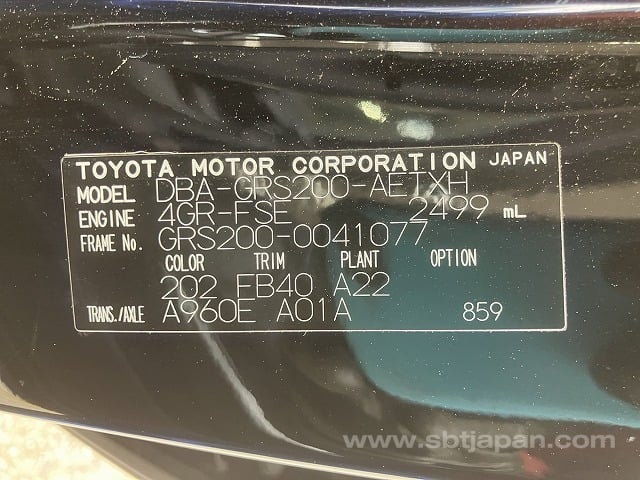 TOYOTA MOTOR CORPORATION JAPAN
MODEL DBA-GRS200-AETXH
ENGINE 4GR-FSE 2499 mL
FRAME No. GRS200-0041077
COLOR TRIM PLANT OPTION
202 FB40 A22
TRANS./AXLE A960E A01A 859
www.sbtjapan.com